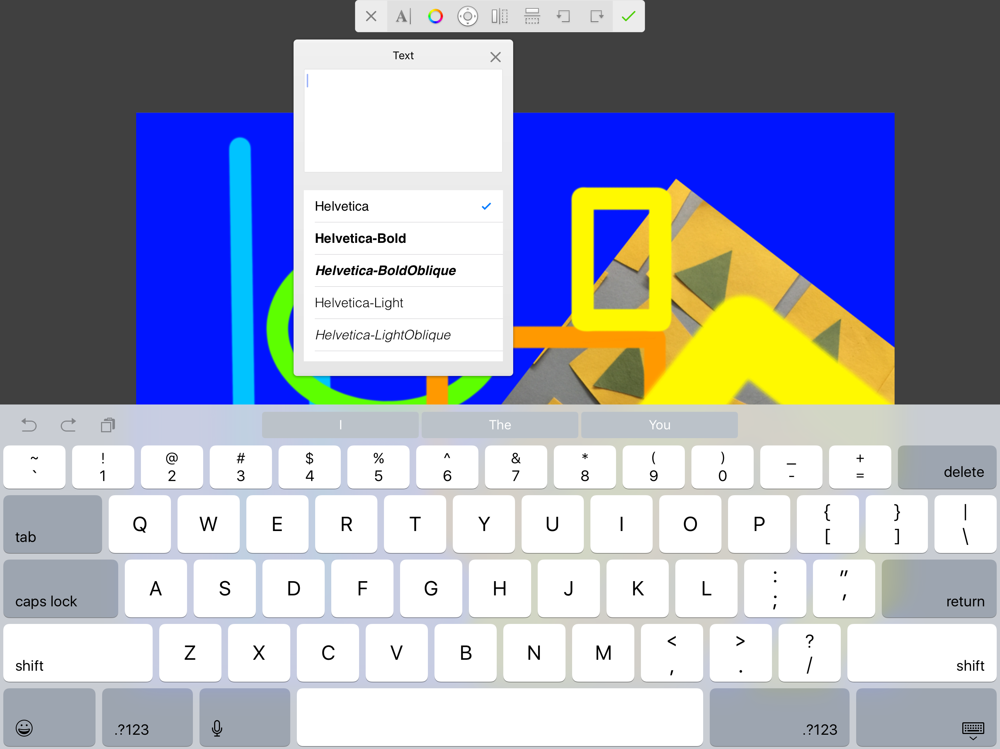 A
Text
Helvetica
Helvetica-Bold
Helvetica-BoldOblique
Helvetica-Light
Helvetica-LightOblique
I The You
~ ! @ # $ % ^ & * ( ) _ +
` 1 2 3 4 5 6 7 8 9 0 - = delete
tab Q W E R T Y U I O P { [ } ] | \
caps lock A S D F G H J K L : ; " ' return
shift Z X C V B N M < , > . ? / shift
.?123 .?123